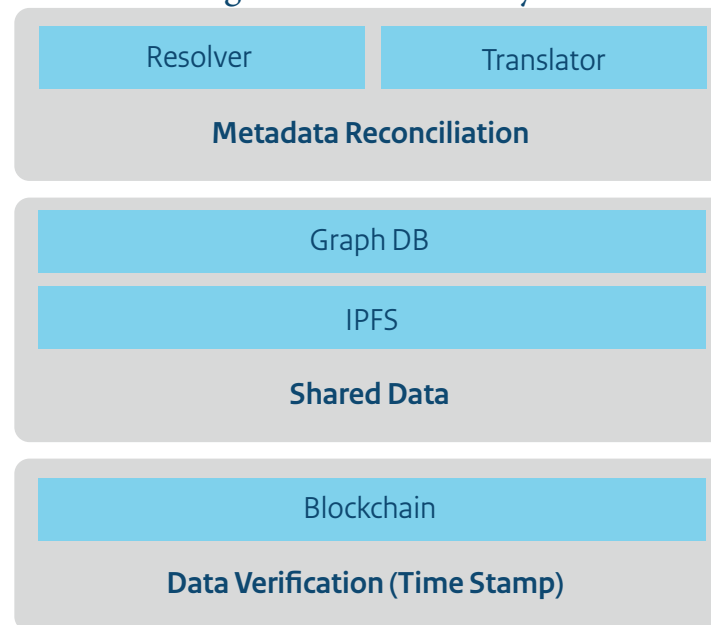 Resolver Translator
Metadata Reconciliation
Graph DB
IPFS
Shared Data
Blockchain
Data Verification (Time Stamp)